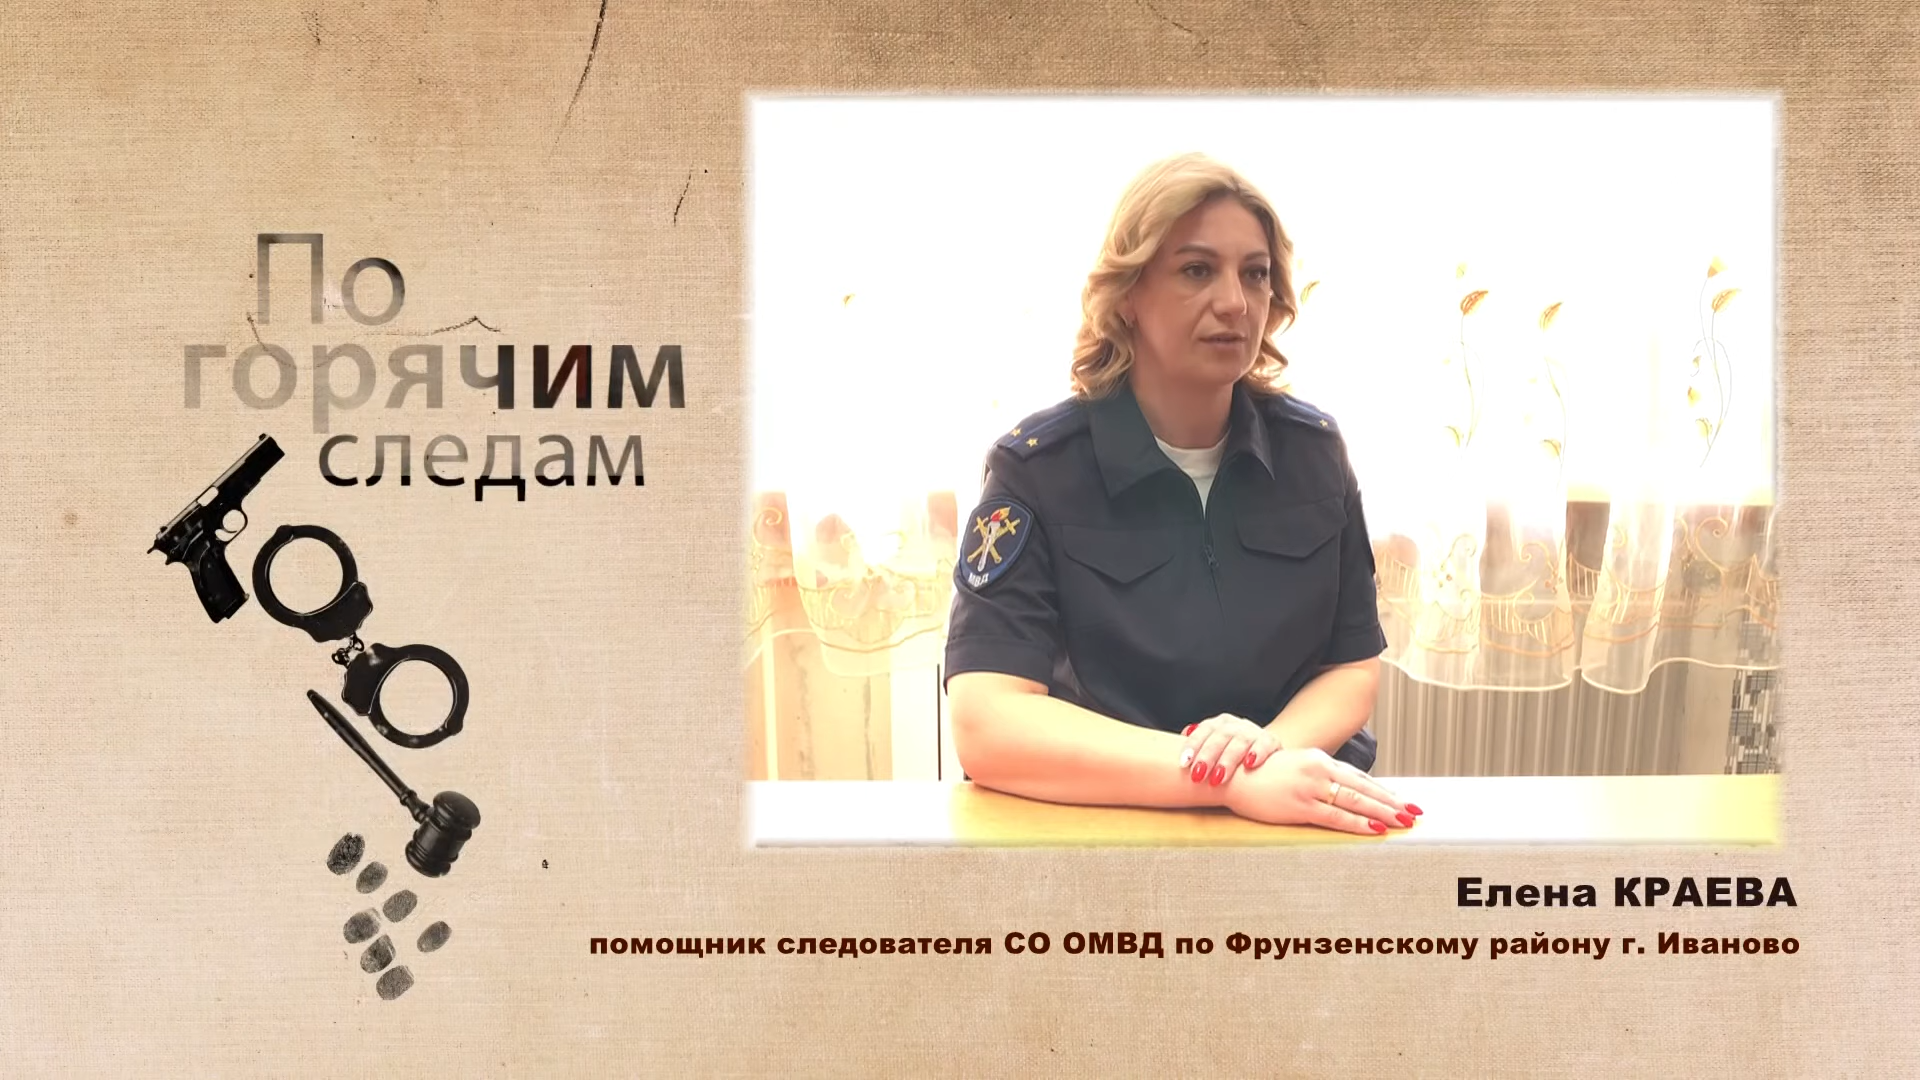 По
горячим
следам
МВД
Елена КРАЕВА
помощник следователя СО ОМВД по Фрунзенскому району г. Иваново